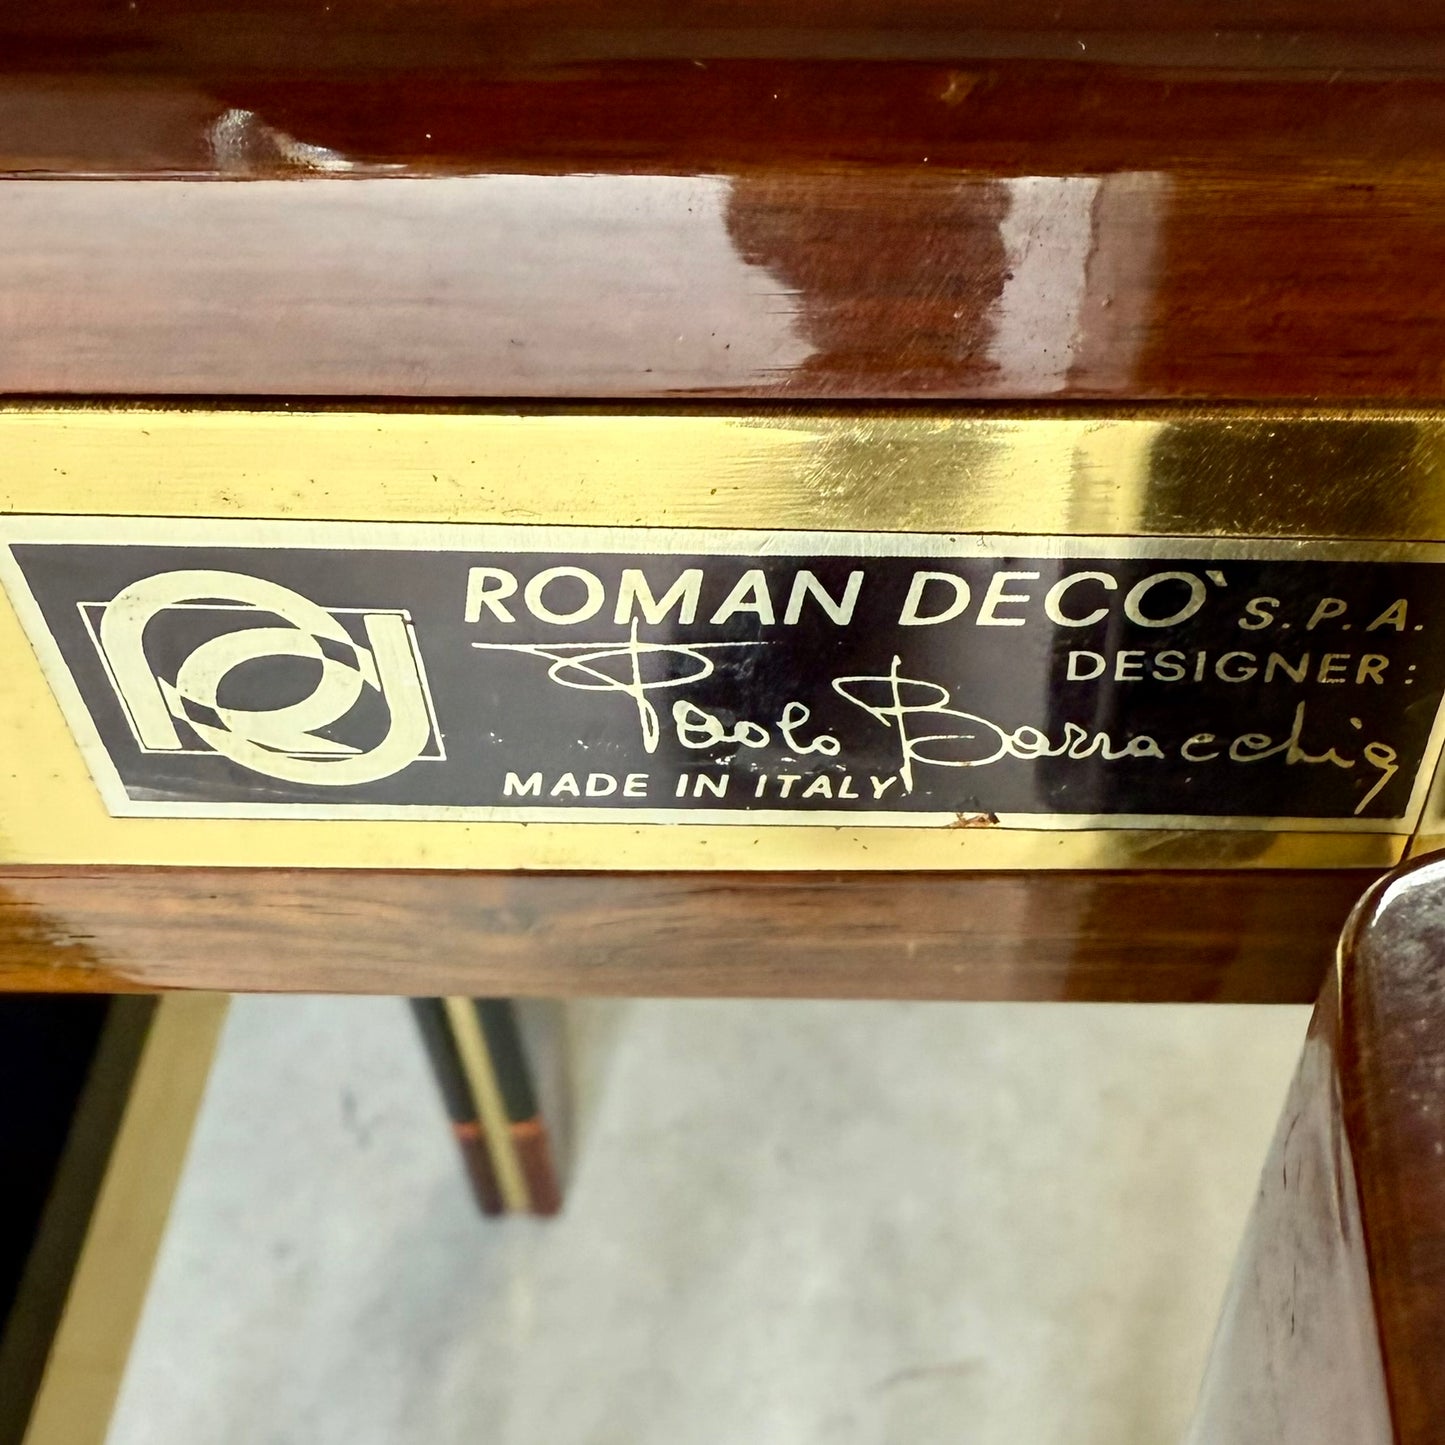 ROMAN DECO' S.P.A.
DESIGNER:
Paolo Barracchia
MADE IN ITALY